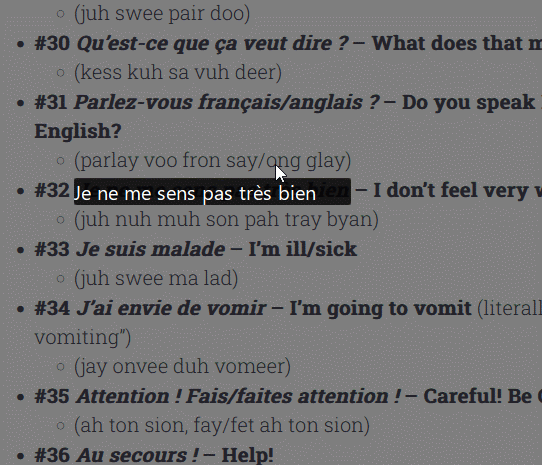 (juh swee pair doo)
#30 Qu’est-ce que ça veut dire ? – What does that m
(kess kuh sa vuh deer)
#31 Parlez-vous français/anglais ? – Do you speak
English?
(parlay voo fron say/ong glay)
#32 Je ne me sens pas très bien – I don’t feel very
(juh nuh muh son pah tray byan)
#33 Je suis malade – I’m ill/sick
(juh swee ma lad)
#34 J’ai envie de vomir – I’m going to vomit (literall
vomiting”)
(jay onvee duh vomeer)
#35 Attention ! Fais/faites attention ! – Careful! Be
(ah ton sion, fay/fet ah ton sion)
#36 Au secours ! – Help!